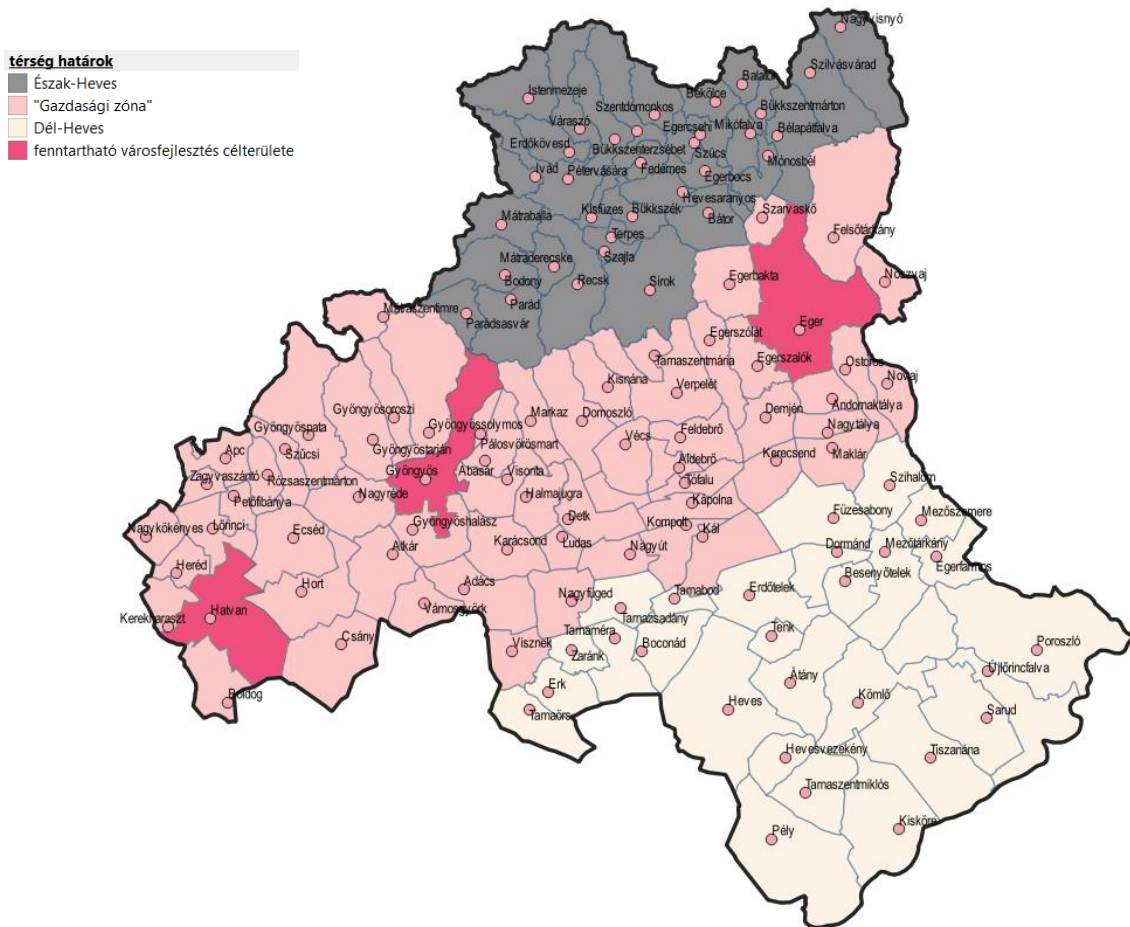 térség határok
Észak-Heves
"Gazdasági zóna"
Dél-Heves
fenntartható városfejlesztés célterülete
Nagyvisnyó
Szilvásvárad
Balaton
Istenmezeje
Bekölce
Szentdomonkos
Bükkszentmárton
Váraszó
Egercsehi
Mikófalva
Bélapátfalva
Erdőkövesd
Bükkszenterzsébet
Szúcs
Mónosbél
Ivád
Pétervására
Fedémes
Egerbocs
Hevesaranyos
Szarvaskő
Mátraballa
Kisfüzes
Bükkszék
Bátor
Terpes
Felsőtárkány
Szajla
Mátraderecske
Bodony
Recsk
Sirok
Egerbakta
Noszvaj
Parád
Mátraszentimre
Parádsasvár
Eger
Egerszólát
Tarnaszentmária
Egerszalók
Ostoros
Novaj
Kisnána
Verpelét
Andornaktálya
Gyöngyösoroszi
Markaz
Domoszló
Demjén
Gyöngyöspata
Gyöngyössolymos
Feldebrő
Nagytálya
Apc
Szűcsi
Gyöngyöstarján
Pálosvörösmart
Vécs
Maklár
Zagyvaszántó
Rózsaszentmárton
Gyöngyös
Abasár
Visonta
Aldebrő
Kerecsend
Tófalu
Szihalom
Petőfibánya
Nagyréde
Halmajugra
Kápolna
Nagykökényes
Lőrinci
Ecséd
Gyöngyöshalász
Detk
Kompolt
Kál
Füzesabony
Mezőszemere
Atkár
Karácsond
Ludas
Nagyút
Dormánd
Mezőtárkány
Egerfarmos
Heréd
Hort
Adács
Besenyőtelek
Kerekharaszt
Hatvan
Vámosgyörk
Nagyfüged
Tarnabod
Erdőtelek
Tarnazsadány
Csány
Visznek
Tarnaméra
Boconád
Tenk
Poroszló
Zaránk
Újlőrincfalva
Boldog
Erk
Átány
Tarnaörs
Heves
Kömlő
Sarud
Hevesvezekény
Tiszanána
Tarnaszentmiklós
Pély
Kisköre